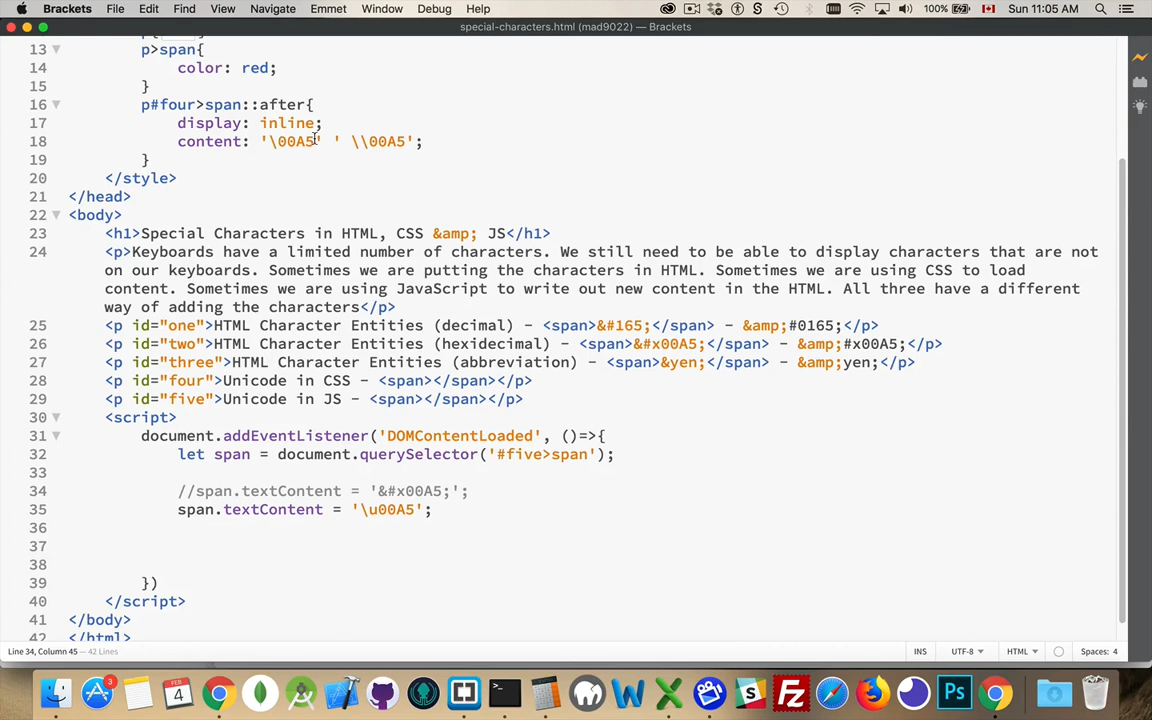 Brackets File Edit View Navigate Emmet Window Debug Help 100% Sun 11:05 AM
special-characters.html (mad9022) — Brackets
13 p>span{
14 color: red;
15 }
16 p#four>span::after{
17 display: inline;
18 content: '\00A5' ' \\00A5';
19 }
20 </style>
21 </head>
22 <body>
23 <h1>Special Characters in HTML, CSS &amp; JS</h1>
24 <p>Keyboards have a limited number of characters. We still need to be able to display characters that are not
on our keyboards. Sometimes we are putting the characters in HTML. Sometimes we are using CSS to load
content. Sometimes we are using JavaScript to write out new content in the HTML. All three have a different
way of adding the characters</p>
25 <p id="one">HTML Character Entities (decimal) - <span>&#165;</span> - &amp;#0165;</p>
26 <p id="two">HTML Character Entities (hexidecimal) - <span>&#x00A5;</span> - &amp;#x00A5;</p>
27 <p id="three">HTML Character Entities (abbreviation) - <span>&yen;</span> - &amp;yen;</p>
28 <p id="four">Unicode in CSS - <span></span></p>
29 <p id="five">Unicode in JS - <span></span></p>
30 <script>
31 document.addEventListener('DOMContentLoaded', ()=>{
32 let span = document.querySelector('#five>span');
33
34 //span.textContent = '&#x00A5;';
35 span.textContent = '\u00A5';
36
37
38
39 })
40 </script>
41 </body>
42 </html>
Line 34, Column 45 — 42 Lines INS UTF-8 HTML Spaces: 4
3 FEB 4